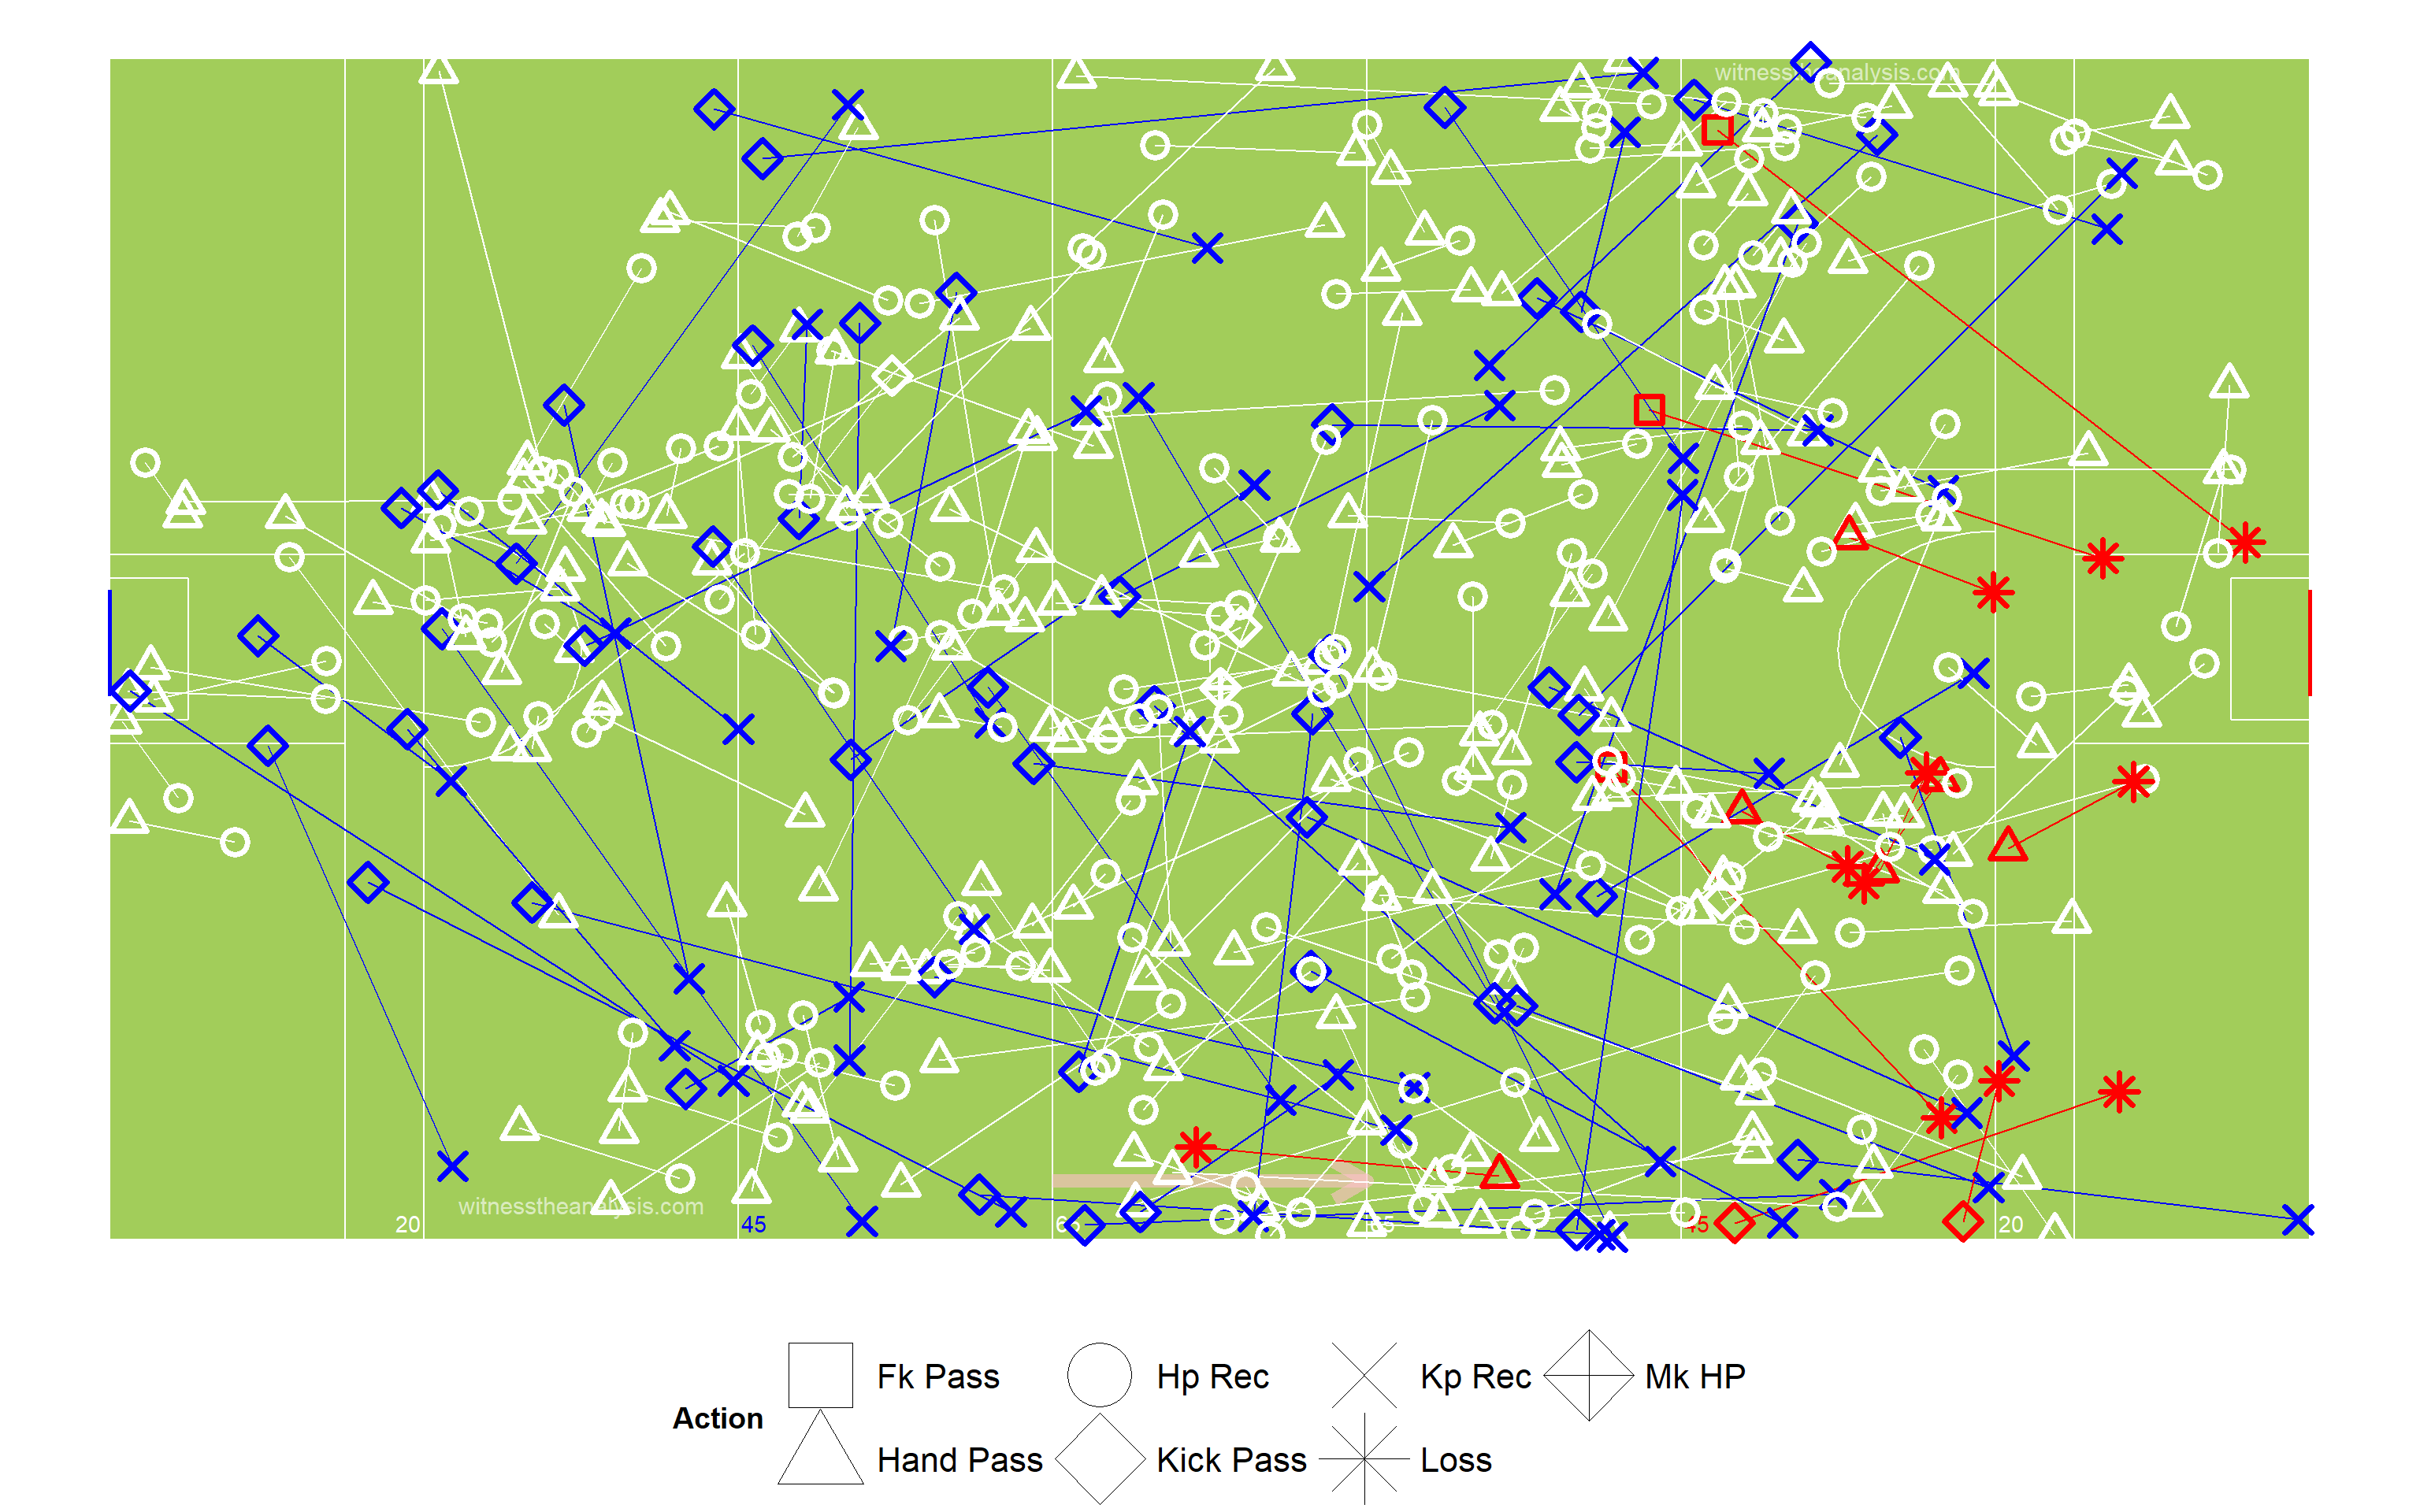 witnesstheanalysis.com
witnesstheanalysis.com
20
45
65
65
45
20
Action
Fk Pass
Hp Rec
Kp Rec
Mk HP
Hand Pass
Kick Pass
Loss